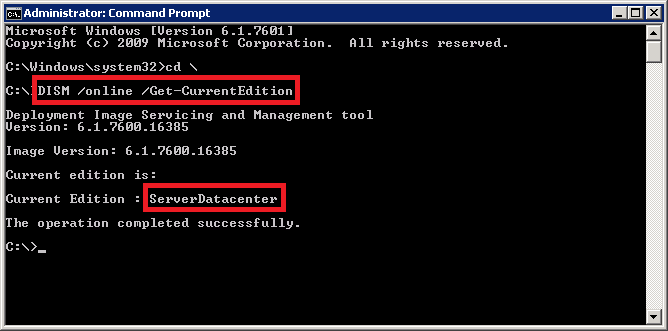 Administrator: Command Prompt
Microsoft Windows [Version 6.1.7601]
Copyright (c) 2009 Microsoft Corporation.  All rights reserved.
C:\Windows\system32>cd \
C:\>DISM /online /Get-CurrentEdition
Deployment Image Servicing and Management tool
Version: 6.1.7600.16385
Image Version: 6.1.7600.16385
Current edition is:
Current Edition : ServerDatacenter
The operation completed successfully.
C:\>_